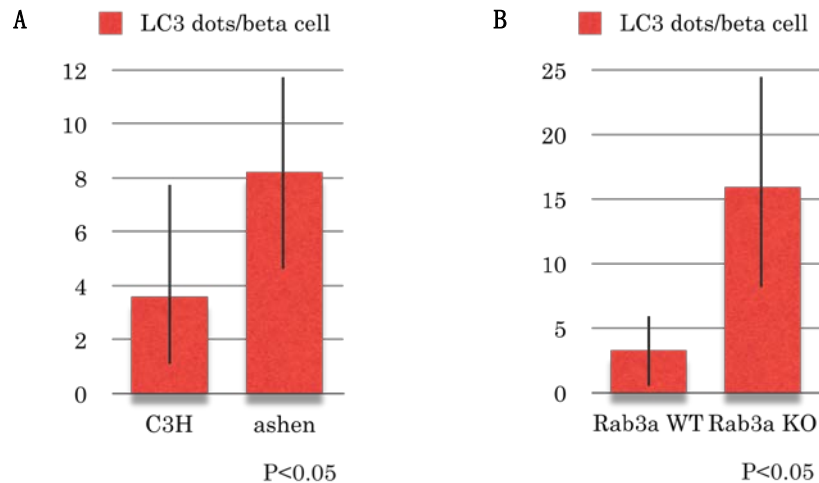 A
LC3 dots/beta cell
12
10
8
6
4
2
0
C3H ashen
P<0.05
B
LC3 dots/beta cell
25
20
15
10
5
0
Rab3a WT Rab3a KO
P<0.05